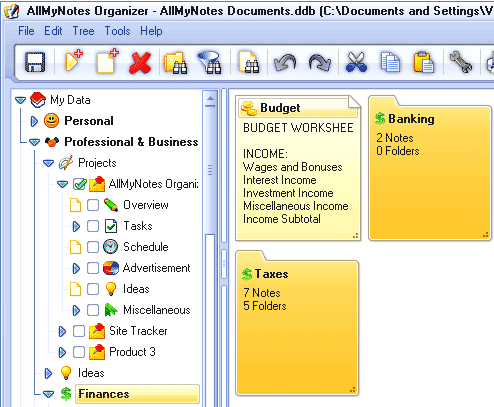 AllMyNotes Organizer - AllMyNotes Documents.ddb (C:\Documents and Settings\V
File Edit Tree Tools Help
My Data
Personal
Professional & Business
Projects
AllMyNotes Organiz
Overview
Tasks
Schedule
Advertisement
Ideas
Miscellaneous
Site Tracker
Product 3
Ideas
Finances
Budget
BUDGET WORKSHEE
INCOME:
Wages and Bonuses
Interest Income
Investment Income
Miscellaneous Income
Income Subtotal
Banking
2 Notes
0 Folders
Taxes
7 Notes
5 Folders